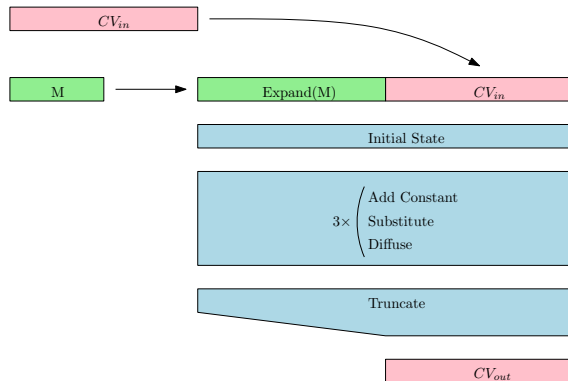 CV_in
M
Expand(M)
CV_in
Initial State
Add Constant
3×
Substitute
Diffuse
Truncate
CV_out